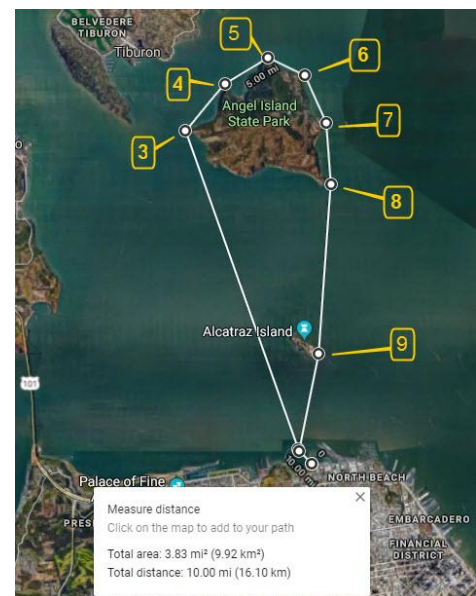 BELVEDERE
TIBURON
Tiburon
5
6
4
5.00 mi
Angel Island
State Park
7
3
8
Alcatraz Island
9
101
0
10.00 mi
Palace of Fine
NORTH BEACH
PRES
EMBARCADERO
FINANCIAL
DISTRICT
Measure distance
Click on the map to add to your path
Total area: 3.83 mi² (9.92 km²)
Total distance: 10.00 mi (16.10 km)